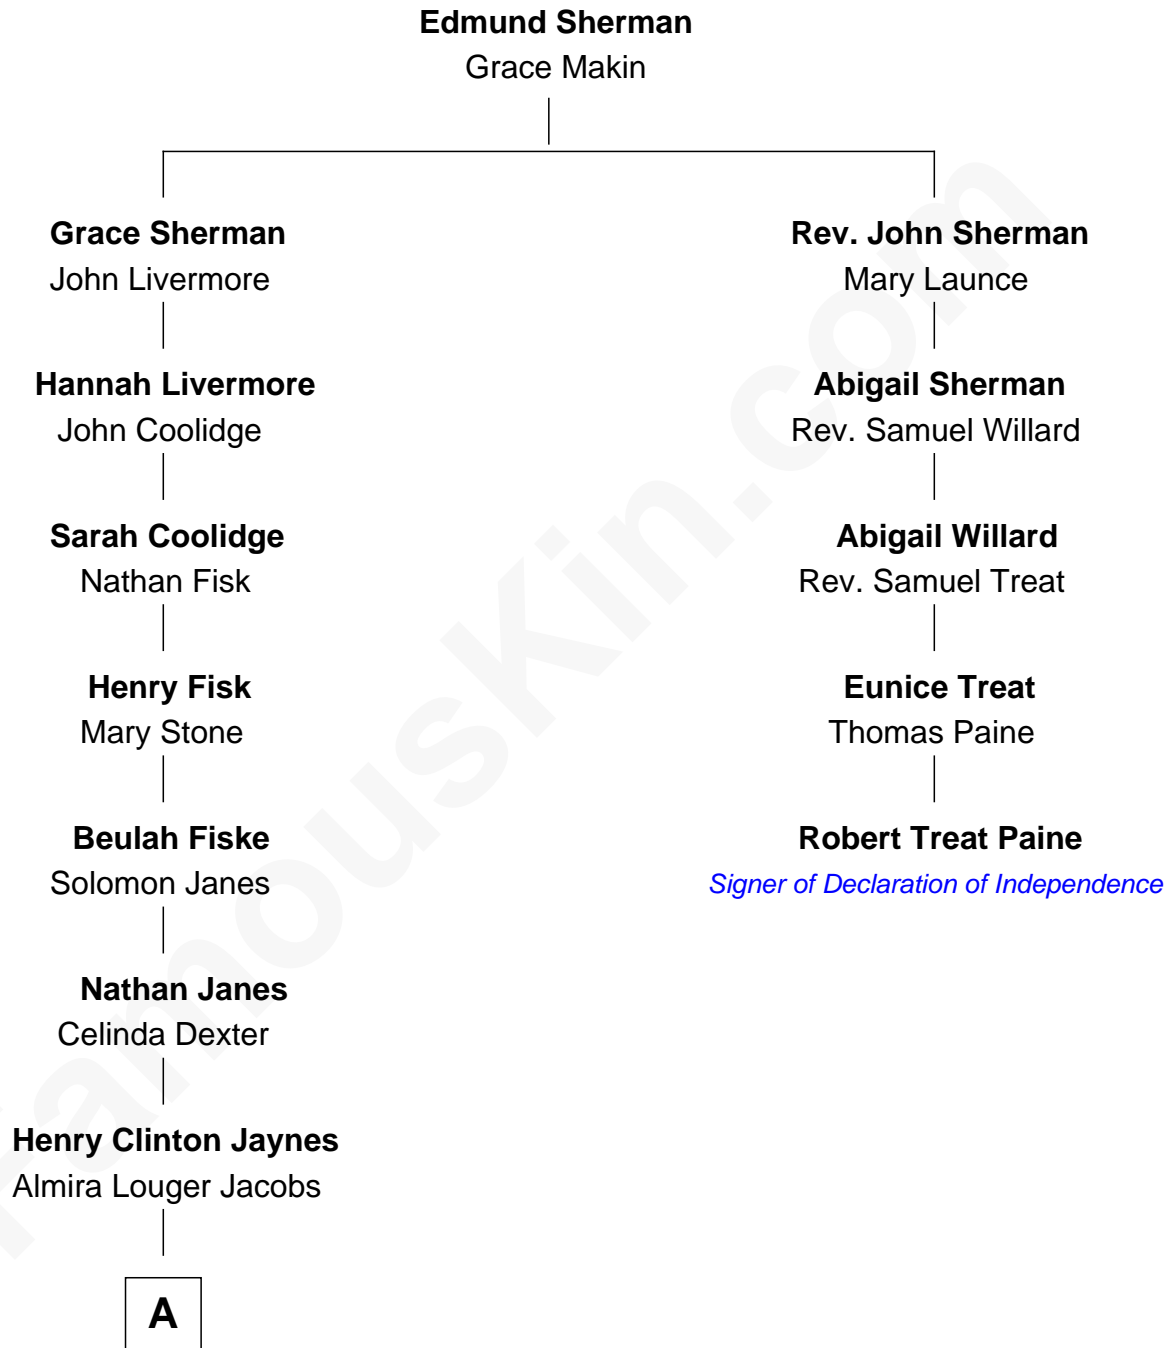 Edmund Sherman
Grace Makin
Grace Sherman
John Livermore
Rev. John Sherman
Mary Launce
Hannah Livermore
John Coolidge
Abigail Sherman
Rev. Samuel Willard
Sarah Coolidge
Nathan Fisk
Abigail Willard
Rev. Samuel Treat
Henry Fisk
Mary Stone
Eunice Treat
Thomas Paine
Beulah Fiske
Solomon Janes
Robert Treat Paine
Signer of Declaration of Independence
Nathan Janes
Celinda Dexter
Henry Clinton Jaynes
Almira Louger Jacobs
A
FamousKin.com